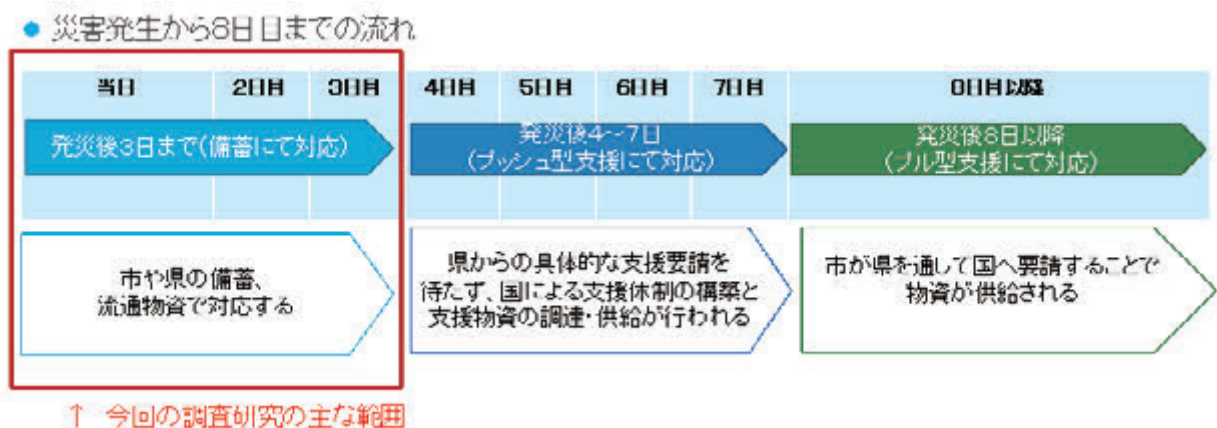 ● 災害発生から8日目までの流れ
当日 2日目 3日目 4日目 5日目 6日目 7日目 8日目以降
発災後3日まで(備蓄にて対応)
発災後4~7日
(プッシュ型支援にて対応)
発災後8日以降
(プル型支援にて対応)
市や県の備蓄、
流通物資で対応する
県からの具体的な支援要請を
待たず、国による支援体制の構築と
支援物資の調達・供給が行われる
市が県を通して国へ要請することで
物資が供給される
↑ 今回の調査研究の主な範囲